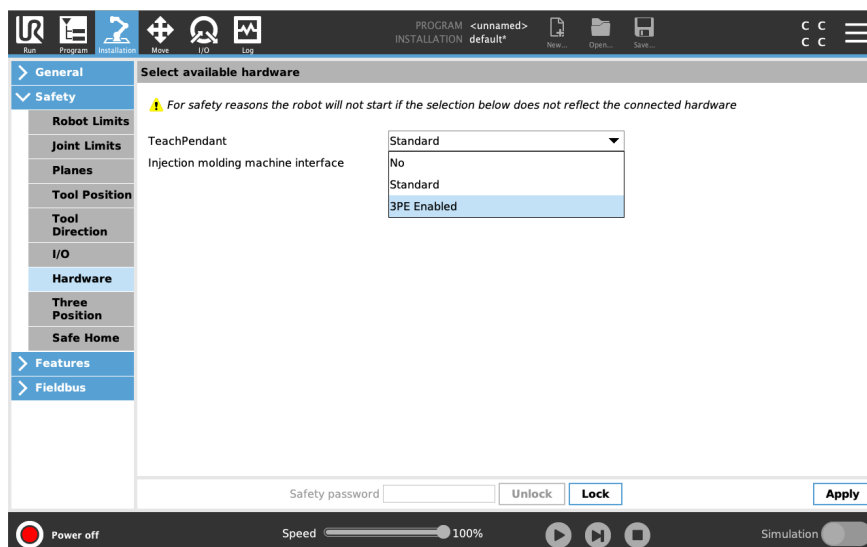 UR
Run
Program
Installation
Move
I/O
Log
PROGRAM <unnamed>
INSTALLATION default*
New...
Open...
Save...
C C
C C
General
Safety
Robot Limits
Joint Limits
Planes
Tool Position
Tool
Direction
I/O
Hardware
Three
Position
Safe Home
Features
Fieldbus
Select available hardware
For safety reasons the robot will not start if the selection below does not reflect the connected hardware
TeachPendant
Standard
Injection molding machine interface
No
Standard
3PE Enabled
Safety password
Unlock
Lock
Apply
Power off
Speed
100%
Simulation